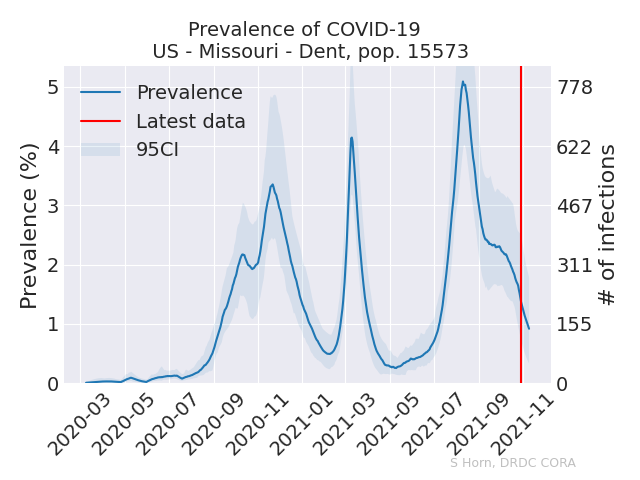 Prevalence of COVID-19
US - Missouri - Dent, pop. 15573
Prevalence
Latest data
95CI
Prevalence (%)
5
4
3
2
1
0
778
622
467
311
155
0
# of infections
2020-03
2020-05
2020-07
2020-09
2020-11
2021-01
2021-03
2021-05
2021-07
2021-09
2021-11
S Horn, DRDC CORA